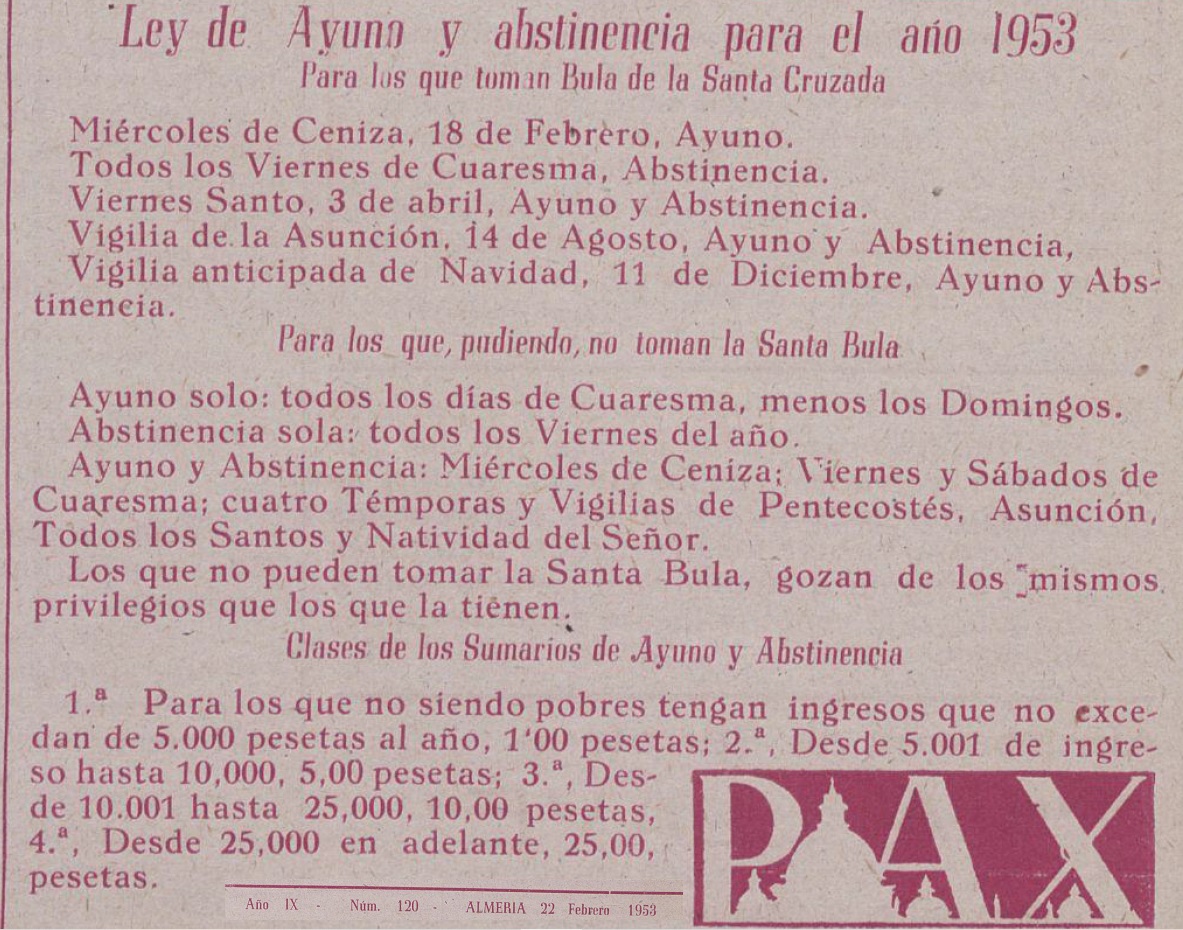 Ley de Ayuno y abstinencia para el año 1953
Para los que toman Bula de la Santa Cruzada
Miércoles de Ceniza, 18 de Febrero, Ayuno.
Todos los Viernes de Cuaresma, Abstinencia.
Viernes Santo, 3 de abril, Ayuno y Abstinencia.
Vigilia de la Asunción, 14 de Agosto, Ayuno y Abstinencia,
Vigilia anticipada de Navidad, 11 de Diciembre, Ayuno y Abs-
tinencia.
Para los que, pudiendo, no toman la Santa Bula
Ayuno solo: todos los días de Cuaresma, menos los Domingos.
Abstinencia sola: todos los Viernes del año.
Ayuno y Abstinencia: Miércoles de Ceniza; Viernes y Sábados de
Cuaresma; cuatro Témporas y Vigilias de Pentecostés, Asunción,
Todos los Santos y Natividad del Señor.
Los que no pueden tomar la Santa Bula, gozan de los mismos
privilegios que los que la tienen.
Clases de los Sumarios de Ayuno y Abstinencia
1.ª Para los que no siendo pobres tengan ingresos que no exce-
dan de 5.000 pesetas al año, 1'00 pesetas; 2.ª, Desde 5.001 de ingre-
so hasta 10,000, 5,00 pesetas; 3.ª, Des-
de 10.001 hasta 25,000, 10,00 pesetas,
4.ª, Desde 25,000 en adelante, 25,00,
pesetas.
PAX
Año IX - Núm. 120 - ALMERIA 22 Febrero 1953